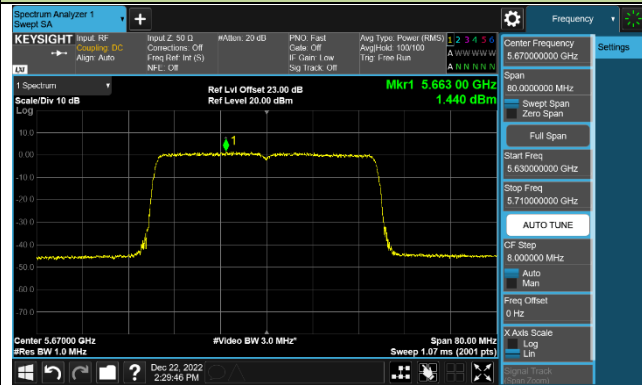 Spectrum Analyzer 1
Swept SA
Frequency
KEYSIGHT
Input: RF
Coupling: DC
Align: Auto
Input Z: 50 Ω
Corrections: Off
Freq Ref: Int (S)
NFE: Off
#Atten: 20 dB
PNO: Fast
Gate: Off
IF Gain: Low
Sig Track: Off
Avg Type: Power (RMS)
Avg|Hold: 100/100
Trig: Free Run
1 2 3 4 5 6
A W W W W W
A N N N N N
LXI
1 Spectrum
Scale/Div 10 dB
Ref Lvl Offset 23.00 dB
Ref Level 20.00 dBm
Mkr1 5.663 00 GHz
1.440 dBm
Log
10.0
0.00
-10.0
-20.0
-30.0
-40.0
-50.0
-60.0
-70.0
1
Center 5.67000 GHz
#Res BW 1.0 MHz
#Video BW 3.0 MHz*
Span 80.00 MHz
Sweep 1.07 ms (2001 pts)
Center Frequency
5.670000000 GHz
Settings
Span
80.0000000 MHz
Swept Span
Zero Span
Full Span
Start Freq
5.630000000 GHz
Stop Freq
5.710000000 GHz
AUTO TUNE
CF Step
8.000000 MHz
Auto
Man
Freq Offset
0 Hz
X Axis Scale
Log
Lin
Signal Track
(Span Zoom)
?
Dec 22, 2022
2:29:46 PM